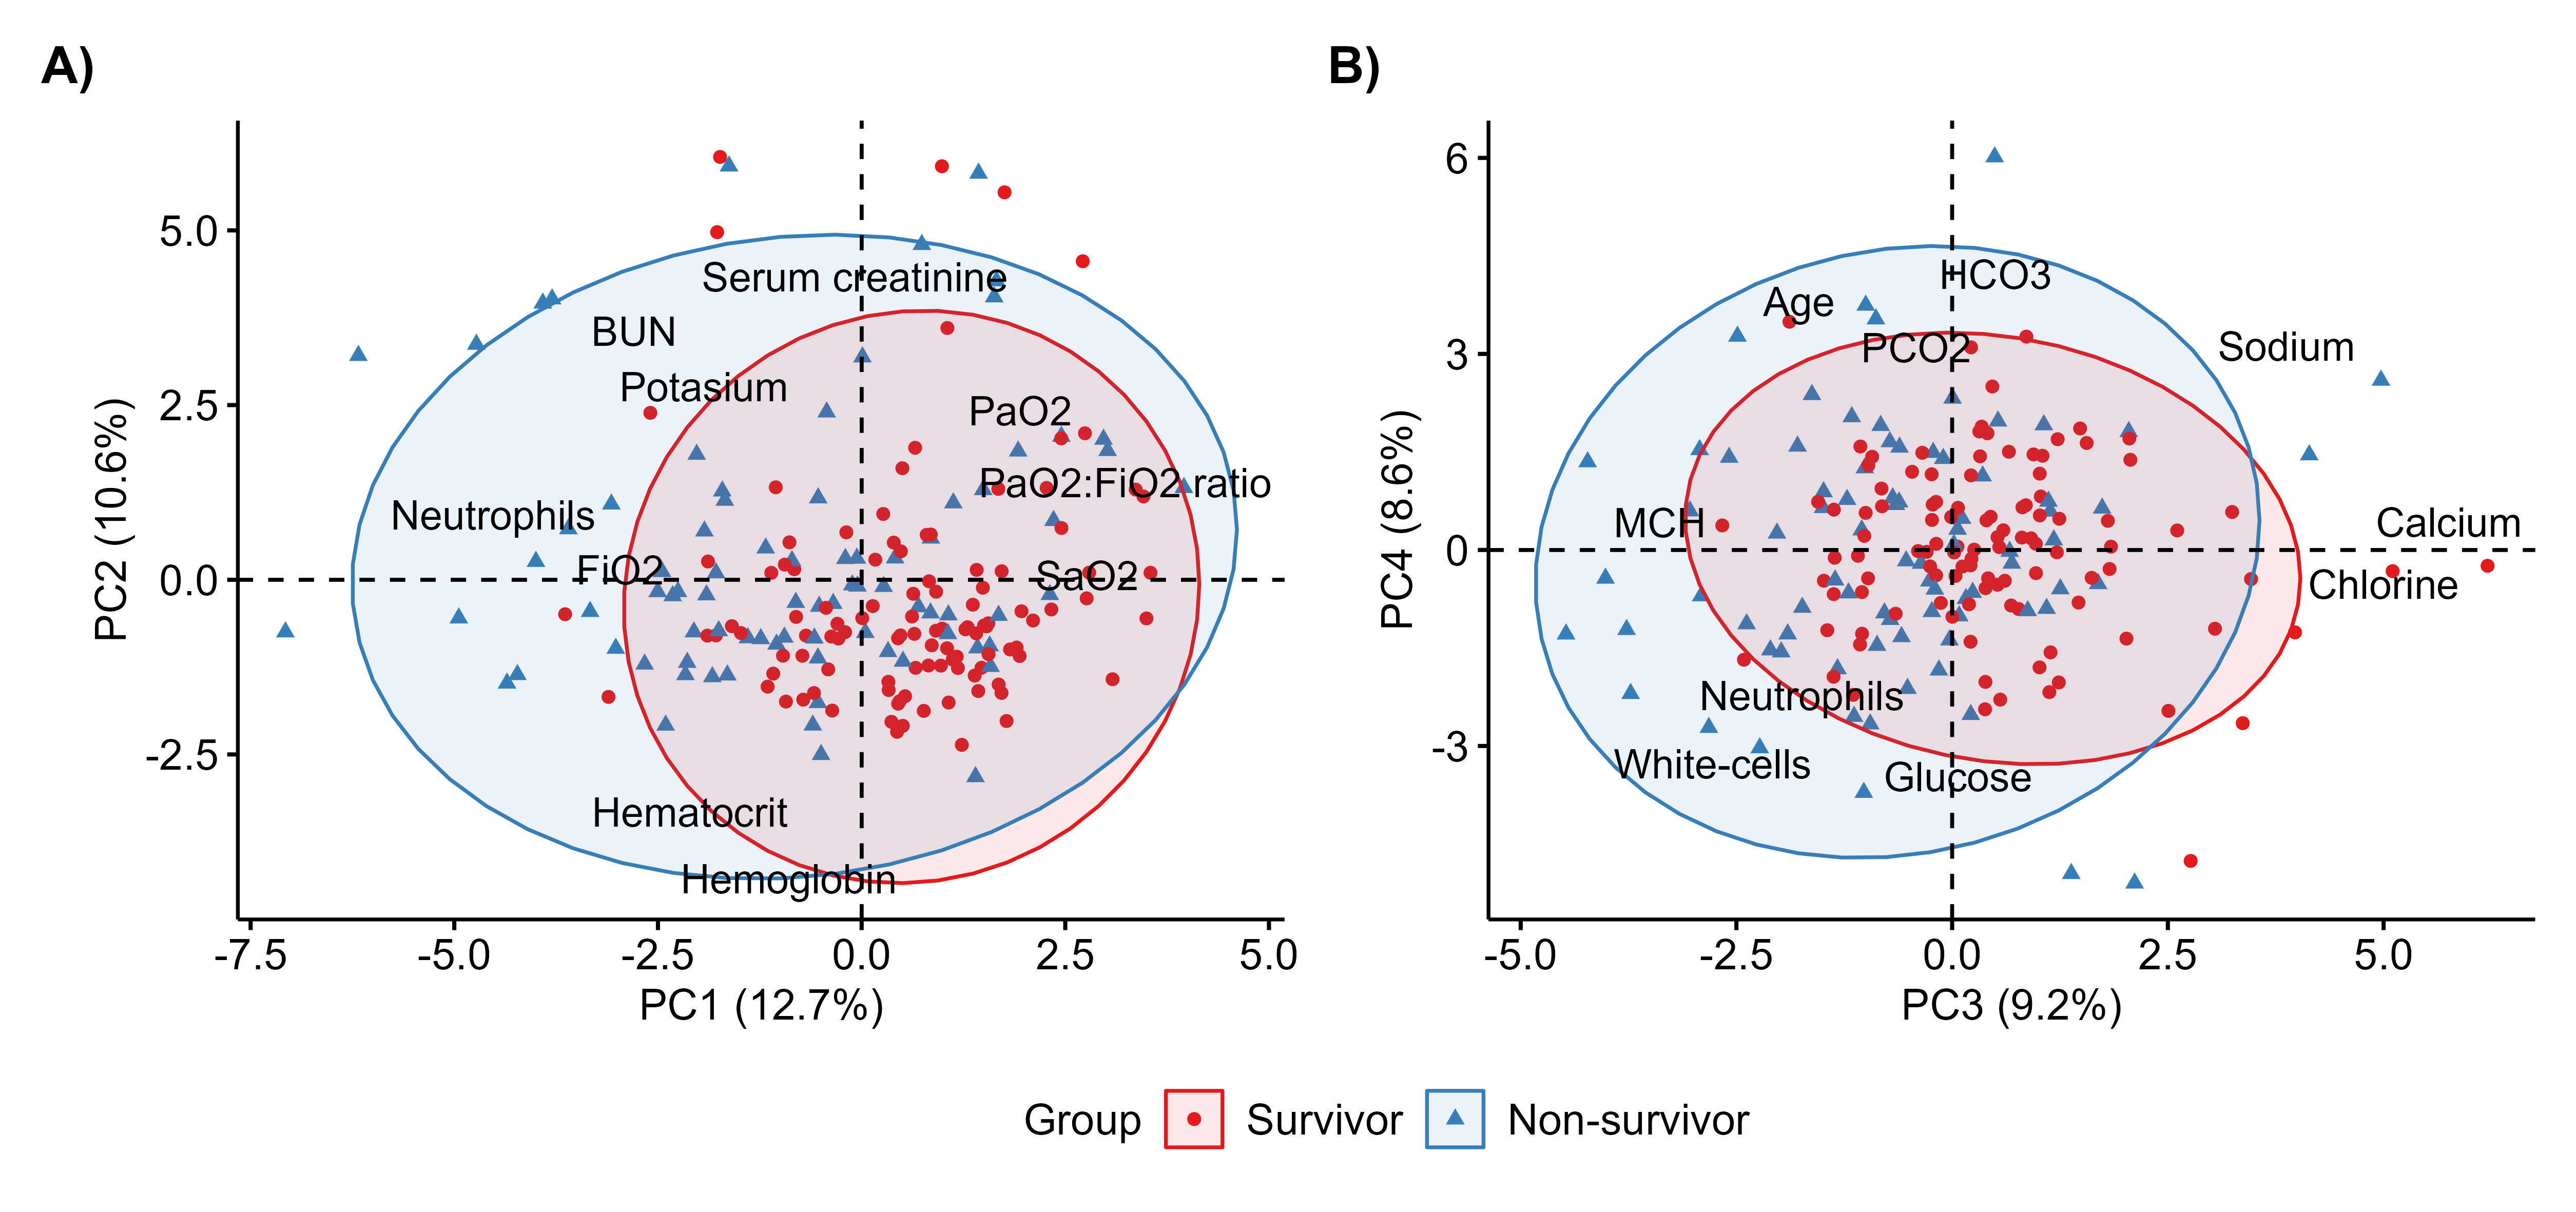 A)
5.0
2.5
0.0
-2.5
PC2 (10.6%)
Serum creatinine
BUN
Potasium
PaO2
PaO2:FiO2 ratio
Neutrophils
FiO2
SaO2
Hematocrit
Hemoglobin
-7.5 -5.0 -2.5 0.0 2.5 5.0
PC1 (12.7%)
B)
6
3
0
-3
PC4 (8.6%)
HCO3
Age
PCO2
Sodium
MCH
Calcium
Chlorine
Neutrophils
White-cells
Glucose
-5.0 -2.5 0.0 2.5 5.0
PC3 (9.2%)
Group Survivor Non-survivor